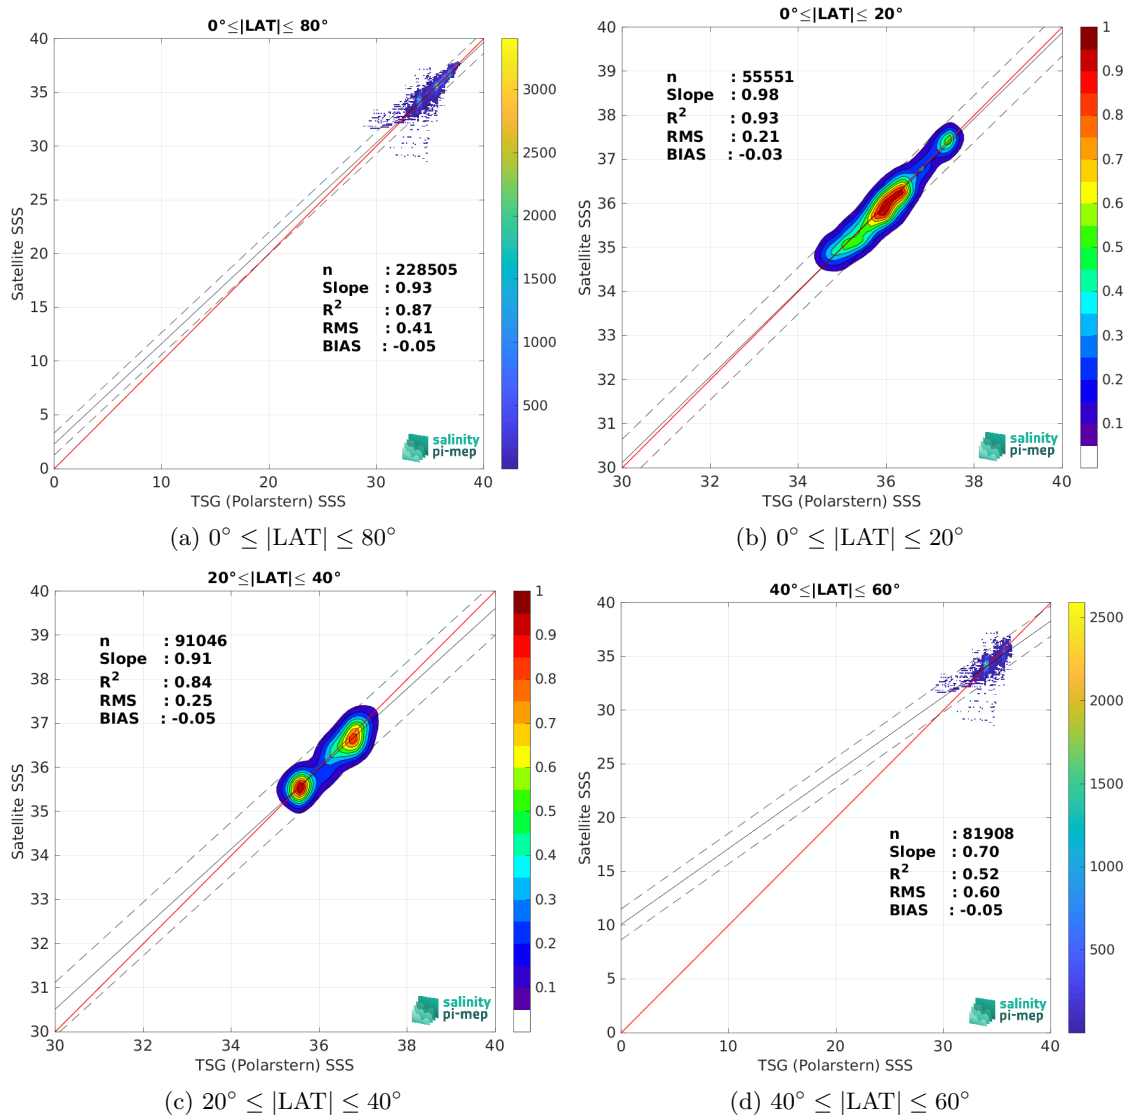 0°≤|LAT|≤ 80°
40
35
30
25
20
15
10
5
0
Satellite SSS
0
10
20
30
40
TSG (Polarstern) SSS
n : 228505
Slope : 0.93
R² : 0.87
RMS : 0.41
BIAS : -0.05
salinity
pi-mep
3000
2500
2000
1500
1000
500
(a) 0° ≤ |LAT| ≤ 80°
0°≤|LAT|≤ 20°
40
39
38
37
36
35
34
33
32
31
30
Satellite SSS
30
32
34
36
38
40
TSG (Polarstern) SSS
n : 55551
Slope : 0.98
R² : 0.93
RMS : 0.21
BIAS : -0.03
salinity
pi-mep
1
0.9
0.8
0.7
0.6
0.5
0.4
0.3
0.2
0.1
(b) 0° ≤ |LAT| ≤ 20°
20°≤|LAT|≤ 40°
40
39
38
37
36
35
34
33
32
31
30
Satellite SSS
30
32
34
36
38
40
TSG (Polarstern) SSS
n : 91046
Slope : 0.91
R² : 0.84
RMS : 0.25
BIAS : -0.05
salinity
pi-mep
1
0.9
0.8
0.7
0.6
0.5
0.4
0.3
0.2
0.1
(c) 20° ≤ |LAT| ≤ 40°
40°≤|LAT|≤ 60°
40
35
30
25
20
15
10
5
0
Satellite SSS
0
10
20
30
40
TSG (Polarstern) SSS
n : 81908
Slope : 0.70
R² : 0.52
RMS : 0.60
BIAS : -0.05
salinity
pi-mep
2500
2000
1500
1000
500
(d) 40° ≤ |LAT| ≤ 60°